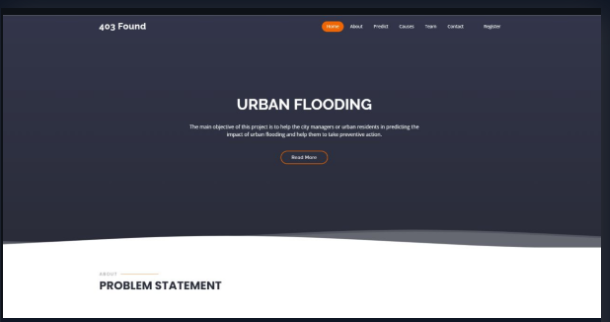 403 Found
Home About Predict Causes Team Contact Register
URBAN FLOODING
The main objective of this project is to help the city managers or urban residents in predicting the
impact of urban flooding and help them to take preventive action.
Read More
ABOUT
PROBLEM STATEMENT